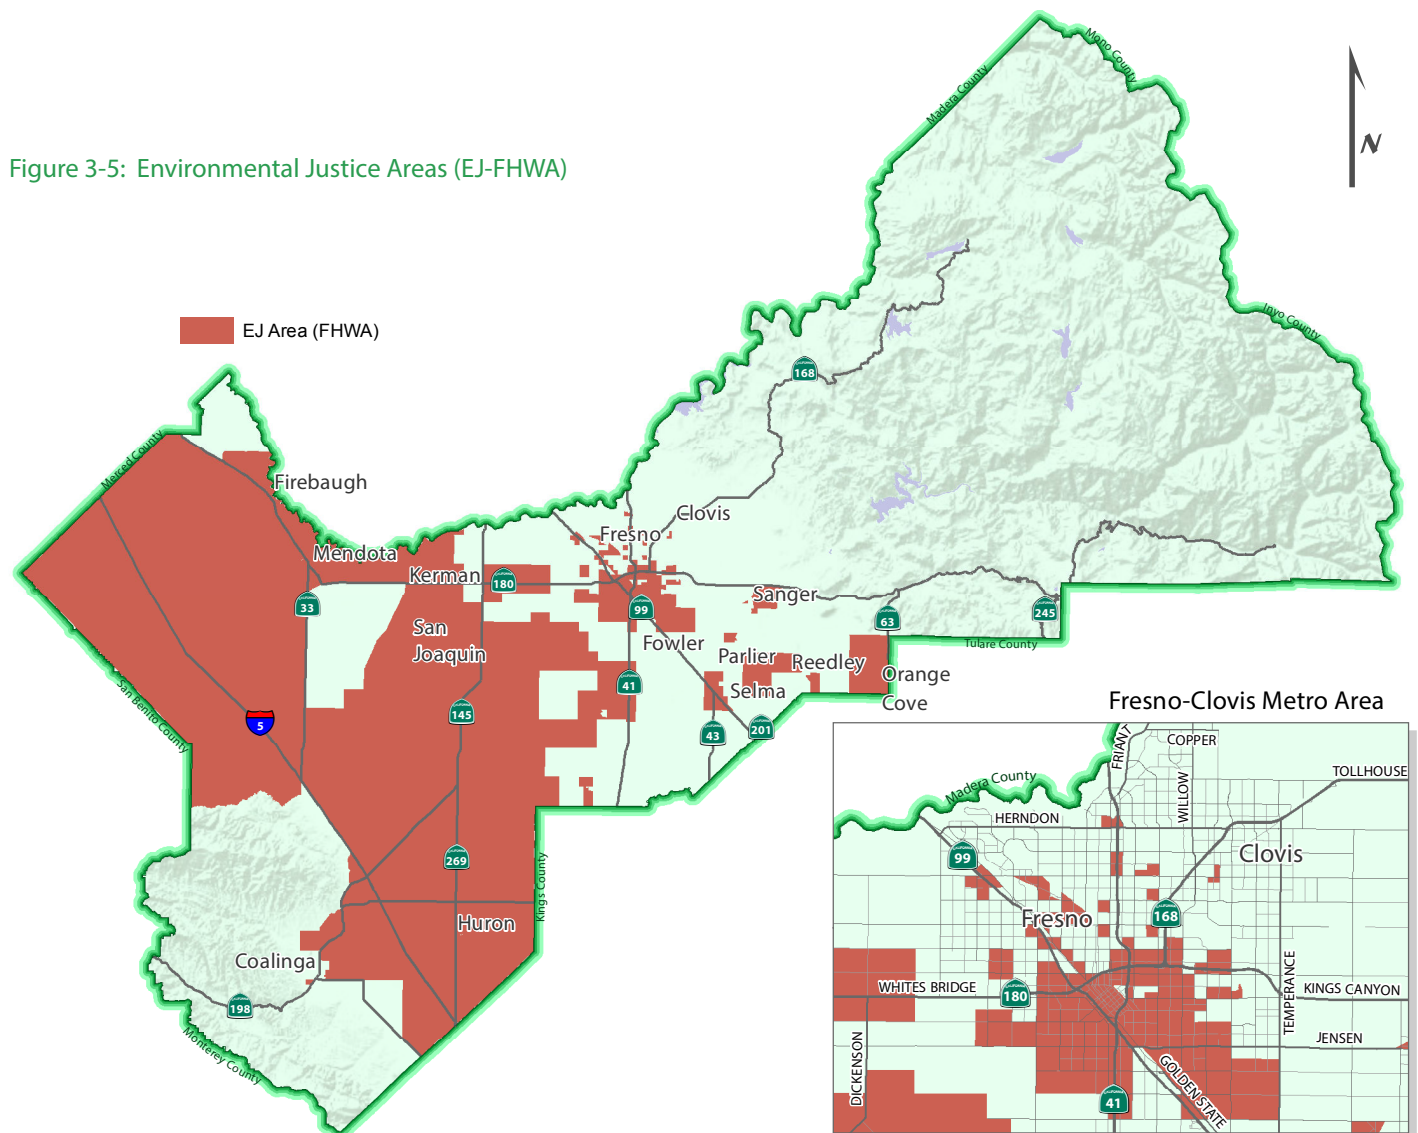 Figure 3-5: Environmental Justice Areas (EJ-FHWA)
N
EJ Area (FHWA)
Madera County
Mono County
Inyo County
Merced County
San Benito County
Monterey County
Kings County
Tulare County
Firebaugh
Mendota
Kerman
San
Joaquin
Fresno
Clovis
Sanger
Fowler
Parlier
Reedley
Selma
Orange
Cove
Huron
Coalinga
168
180
33
99
63
245
41
145
5
43
201
269
198
Fresno-Clovis Metro Area
Madera County
FRIANT
COPPER
WILLOW
TOLLHOUSE
HERNDON
99
Clovis
Fresno
168
WHITES BRIDGE
180
KINGS CANYON
TEMPERANCE
JENSEN
DICKENSON
GOLDEN STATE
41